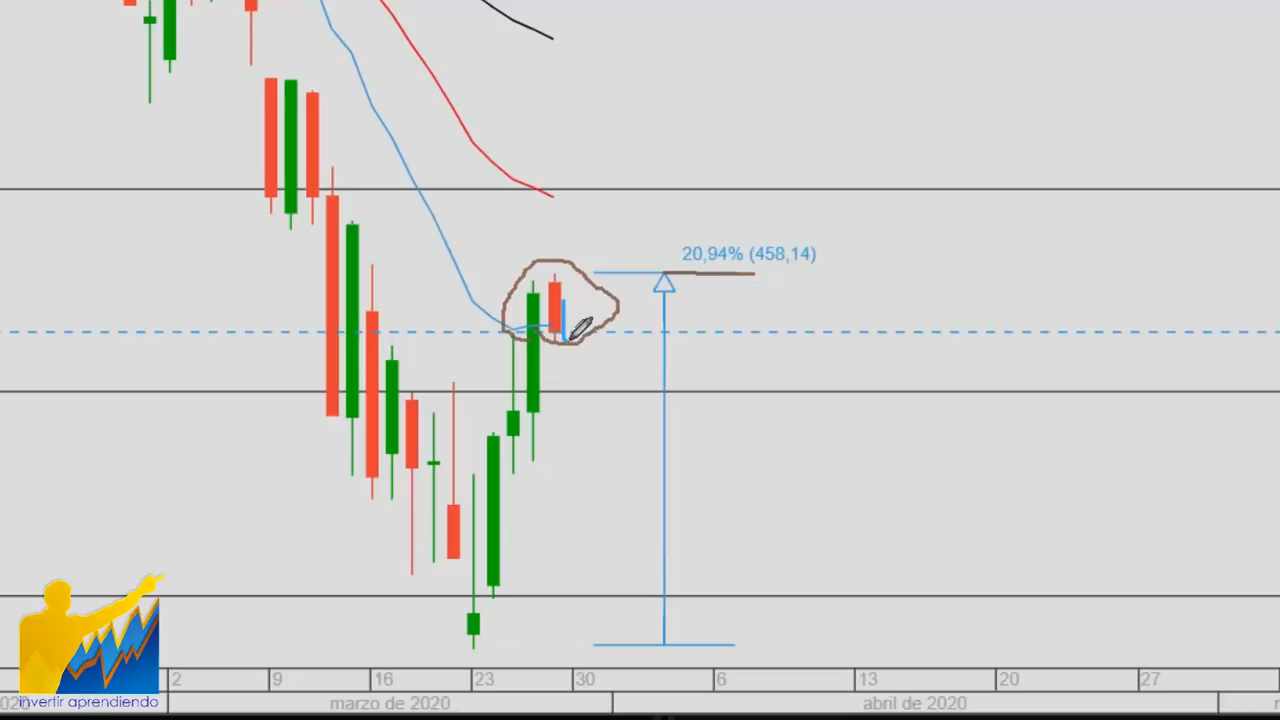 20,94% (458,14)
2 9 16 23 30 6 13 20 27
marzo de 2020 abril de 2020
invertir aprendiendo